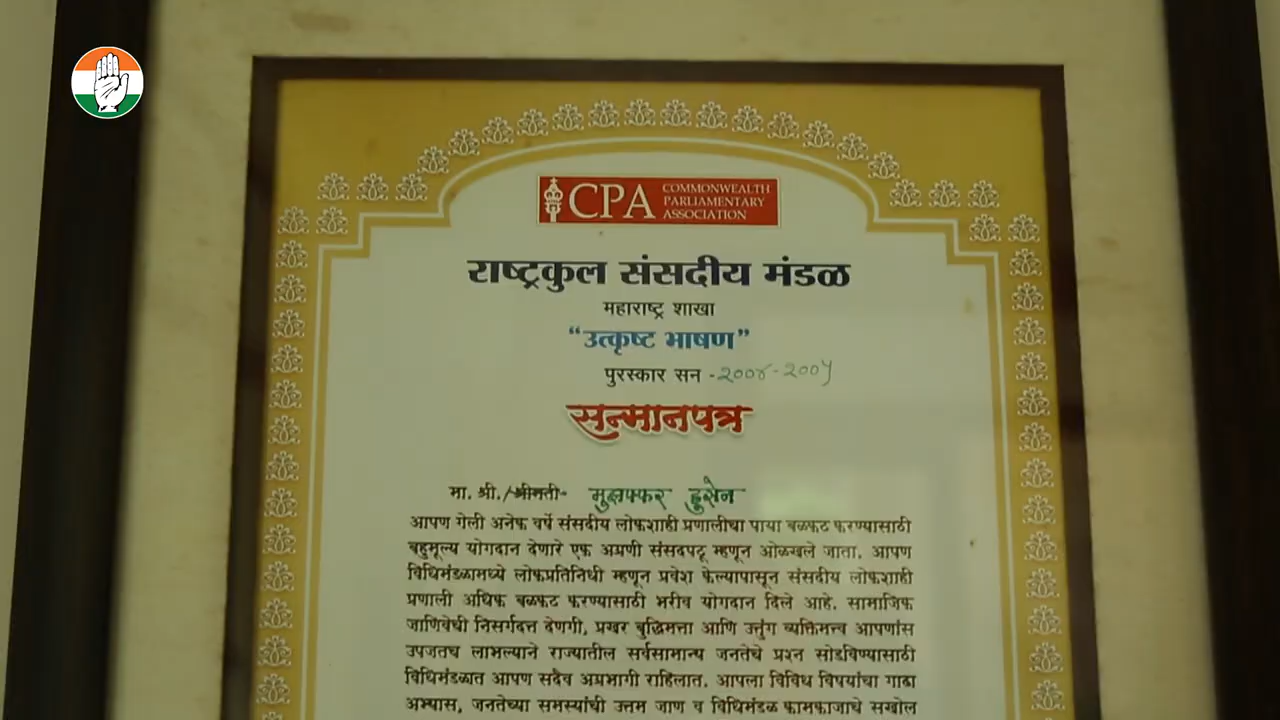 CPA COMMONWEALTH
PARLIAMENTARY
ASSOCIATION
राष्ट्रकुल संसदीय मंडळ
महाराष्ट्र शाखा
“उत्कृष्ट भाषण”
पुरस्कार सन - २००४-२००५
सन्मानपत्र
मा. श्री./श्रीमती- मुझफ्फर हुसेन
आपण गेली अनेक वर्षे संसदीय लोकशाही प्रणालीचा पाया बळकट करण्यासाठी
बहुमूल्य योगदान देणारे एक अग्रणी संसदपटू म्हणून ओळखले जाता. आपण
विधिमंडळामध्ये लोकप्रतिनिधी म्हणून प्रवेश केल्यापासून संसदीय लोकशाही
प्रणाली अधिक बळकट करण्यासाठी भरीव योगदान दिले आहे. सामाजिक
जाणिवेची निसर्गदत्त देणगी, प्रखर बुद्धिमत्ता आणि उत्तुंग व्यक्तिमत्त्व आपणांस
उपजतच लाभल्याने राज्यातील सर्वसामान्य जनतेचे प्रश्न सोडविण्यासाठी
विधिमंडळात आपण सदैव अग्रभागी राहिलात. आपला विविध विषयांचा गाढा
अभ्यास, जनतेच्या समस्यांची उत्तम जाण व विधिमंडळ कामकाजाचे सखोल